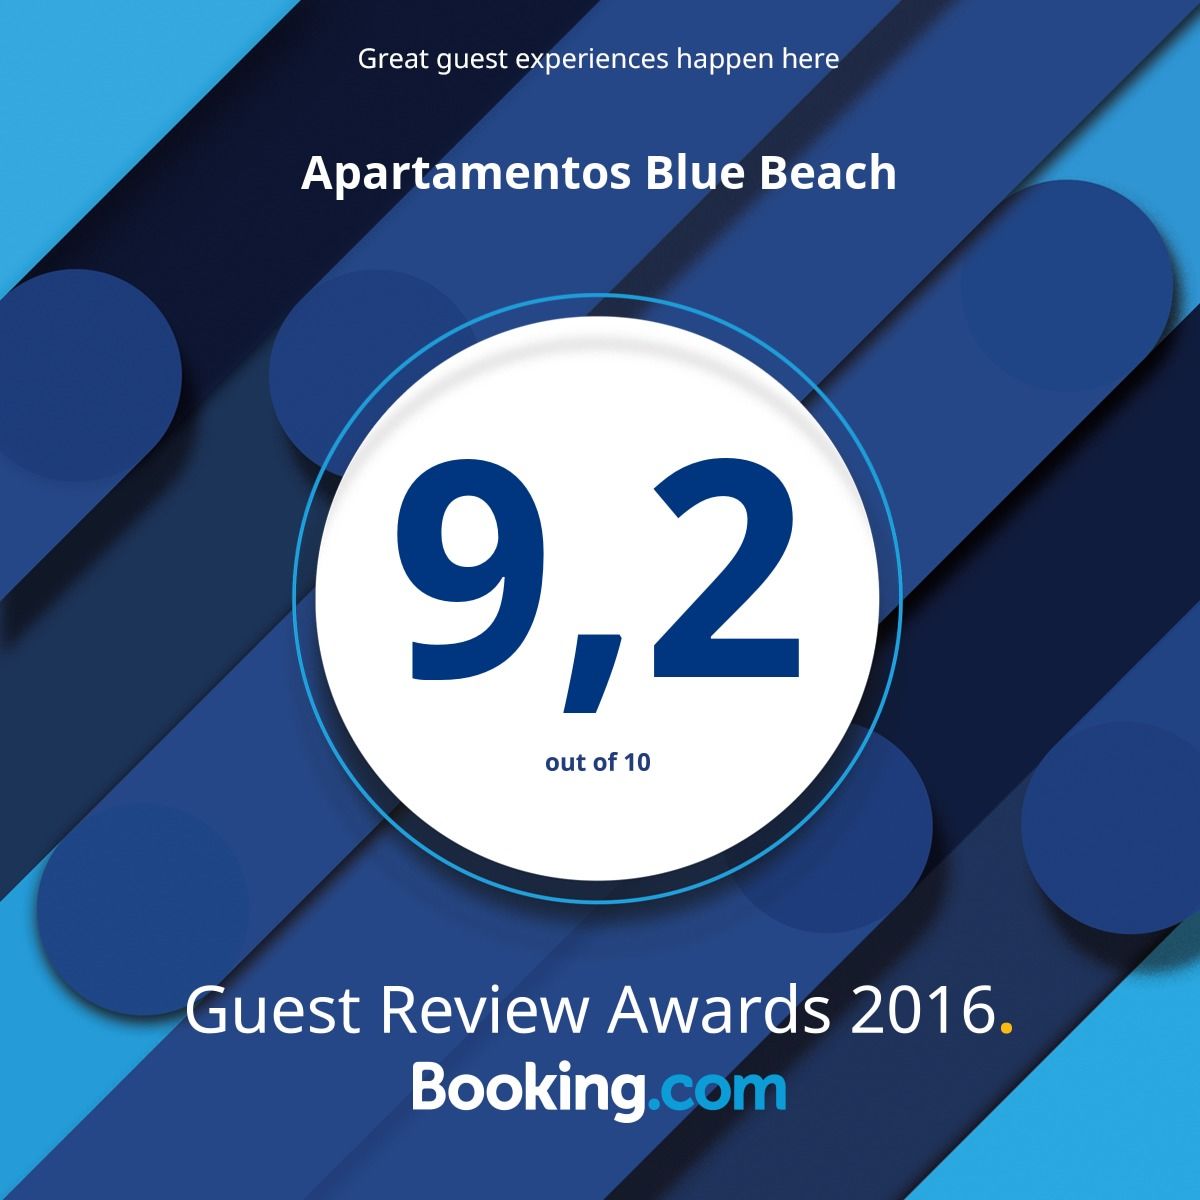 Great guest experiences happen here
Apartamentos Blue Beach
9,2
out of 10
Guest Review Awards 2016.
Booking.com